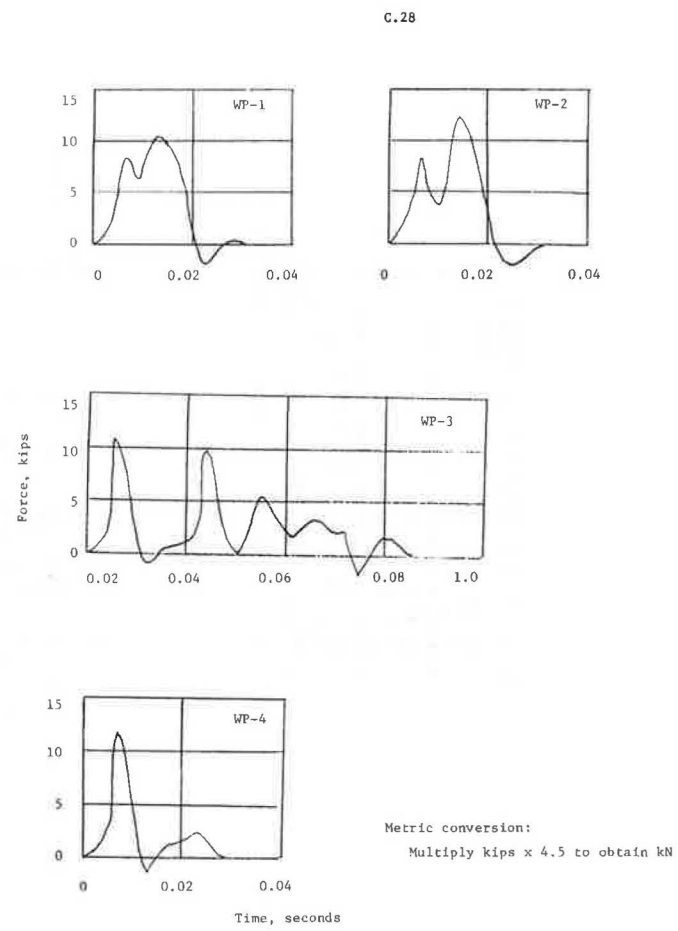 C.28
15
WP-1
10
5
0
0 0.02 0.04
WP-2
0 0.02 0.04
Force, kips
15
WP-3
10
5
0
0.02 0.04 0.06 0.08 1.0
15
WP-4
10
5
0
0 0.02 0.04
Time, seconds
Metric conversion:
Multiply kips x 4.5 to obtain kN